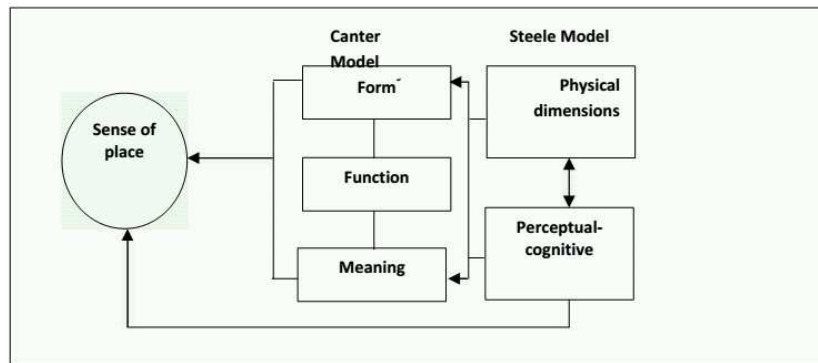 Canter
Model
Steele Model
Form
Physical
dimensions
Sense of
place
Function
Perceptual-
cognitive
Meaning